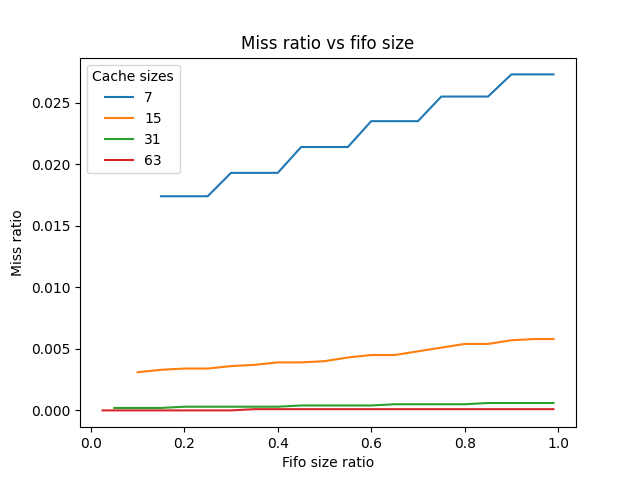 Miss ratio vs fifo size
Cache sizes
7
15
31
63
0.025
0.020
0.015
0.010
0.005
0.000
Miss ratio
0.0 0.2 0.4 0.6 0.8 1.0
Fifo size ratio